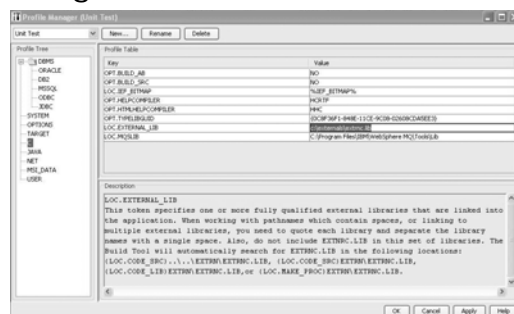 Profile Manager (Unit Test)
Unit Test
New...
Rename
Delete
Profile Tree
DBMS
ORACLE
DB2
MSSQL
ODBC
JDBC
SYSTEM
OPTIONS
TARGET
C
JAVA
NET
MSI_DATA
USER
Profile Table
Key Value
OPT.BUILD_AB NO
OPT.BUILD_SRC NO
LOC.IEF_BITMAP %IEF_BITMAP%
OPT.HELPCOMPILER HCRTF
OPT.HTMLHELPCOMPILER HHC
OPT.TYPELIBGUID
LOC.EXTERNAL_LIB
LOC.MQSLIB C:\Program Files\IBM\WebSphere MQ\Tools\Lib
Description
LOC.EXTERNAL_LIB
This token specifies one or more fully qualified external libraries that are linked into
the application. When working with pathnames which contain spaces, or linking to
multiple external libraries, you need to quote each library and separate the library
names with a single space. Also, do not include EXTNRC.LIB in this set of libraries. The
Build Tool will automatically search for EXTRNC.LIB in the following locations:
(LOC.CODE_SRC)..\..\EXTRN\EXTRNC.LIB, (LOC.CODE_SRC)EXTRN\EXTRNC.LIB,
(LOC.CODE_LIB)EXTRN\EXTRNC.LIB,or (LOC.MAKE_PROC)EXTRN\EXTRNC.LIB.
OK
Cancel
Apply
Help